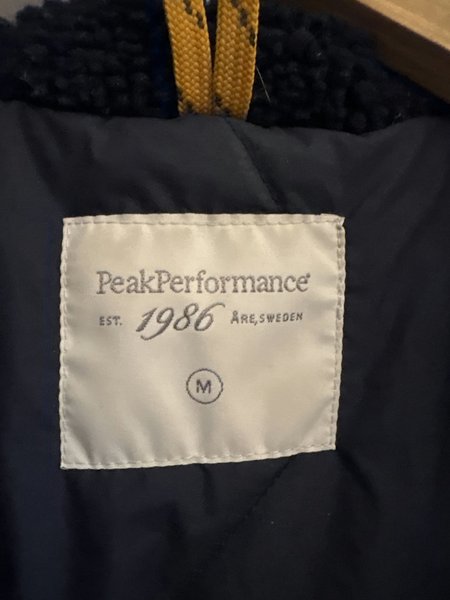 PeakPerformance®
EST. 1986 ÅRE, SWEDEN
M